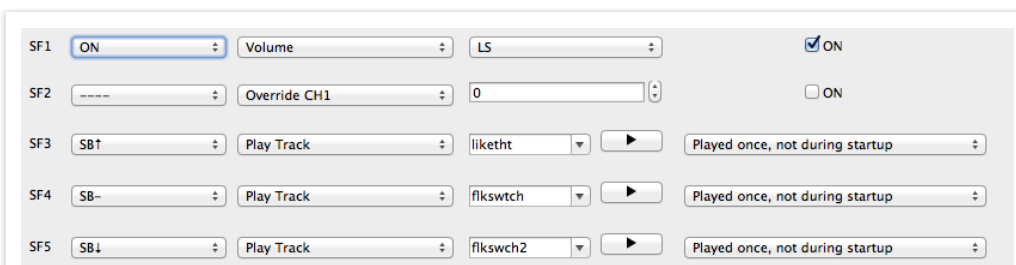 SF1 ON Volume LS ON
SF2 ---- Override CH1 0 ON
SF3 SB↑ Play Track liketht Played once, not during startup
SF4 SB- Play Track flkswtch Played once, not during startup
SF5 SB↓ Play Track flkswch2 Played once, not during startup